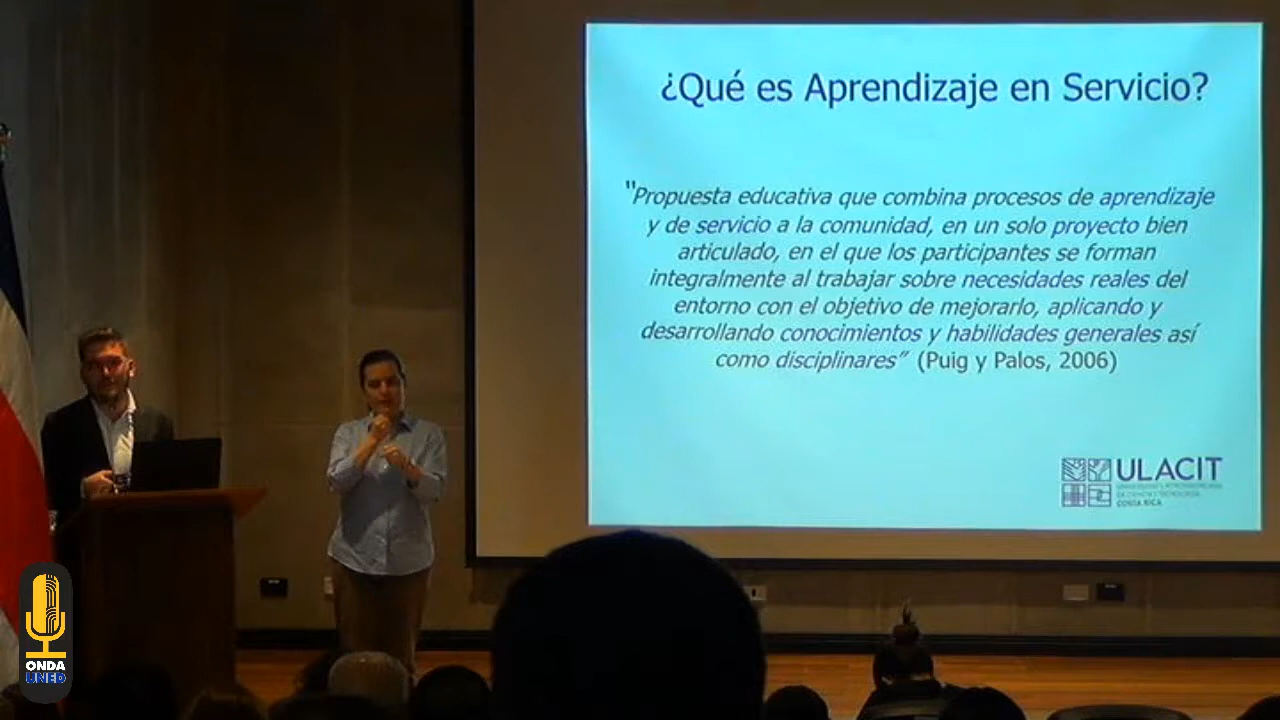 ¿Qué es Aprendizaje en Servicio?
"Propuesta educativa que combina procesos de aprendizaje
y de servicio a la comunidad, en un solo proyecto bien
articulado, en el que los participantes se forman
integralmente al trabajar sobre necesidades reales del
entorno con el objetivo de mejorarlo, aplicando y
desarrollando conocimientos y habilidades generales así
como disciplinares" (Puig y Palos, 2006)
ULACIT
COSTA RICA
ONDA
UNED